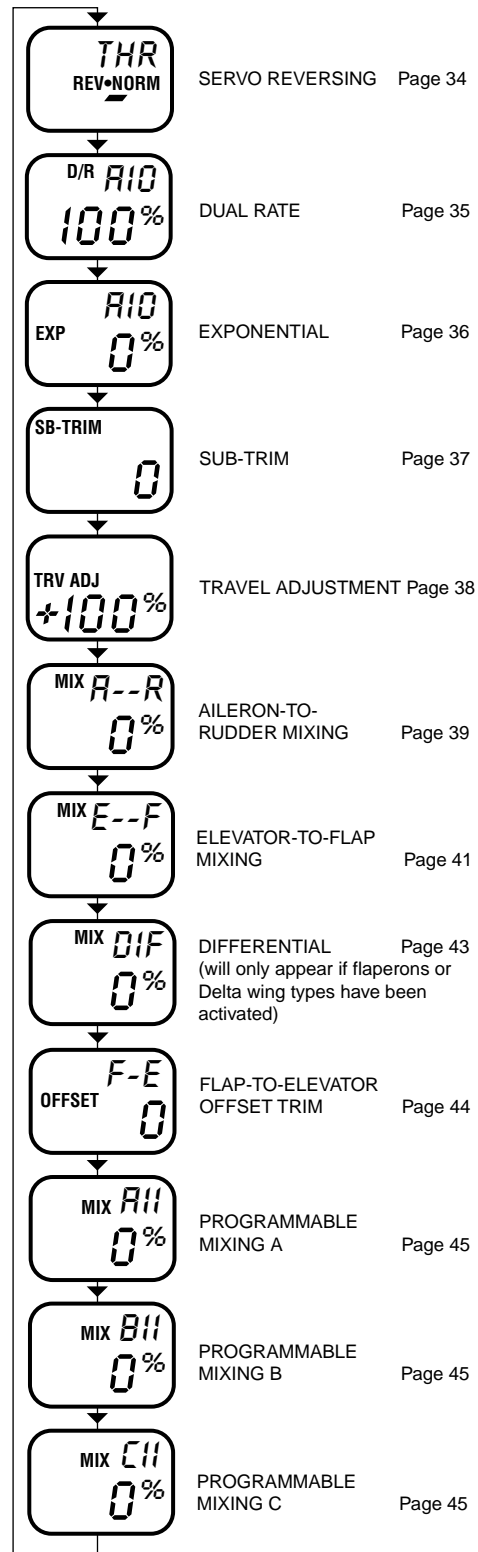 THR
REV•NORM
SERVO REVERSING Page 34
D/R AIO
100%
DUAL RATE Page 35
AIO
EXP 0%
EXPONENTIAL Page 36
SB-TRIM
0
SUB-TRIM Page 37
TRV ADJ
+100%
TRAVEL ADJUSTMENT Page 38
MIX A--R
0%
AILERON-TO-
RUDDER MIXING Page 39
MIX E--F
0%
ELEVATOR-TO-FLAP
MIXING Page 41
MIX DIF
0%
DIFFERENTIAL Page 43
(will only appear if flaperons or
Delta wing types have been
activated)
F-E
OFFSET 0
FLAP-TO-ELEVATOR
OFFSET TRIM Page 44
MIX A11
0%
PROGRAMMABLE
MIXING A Page 45
MIX B11
0%
PROGRAMMABLE
MIXING B Page 45
MIX C11
0%
PROGRAMMABLE
MIXING C Page 45